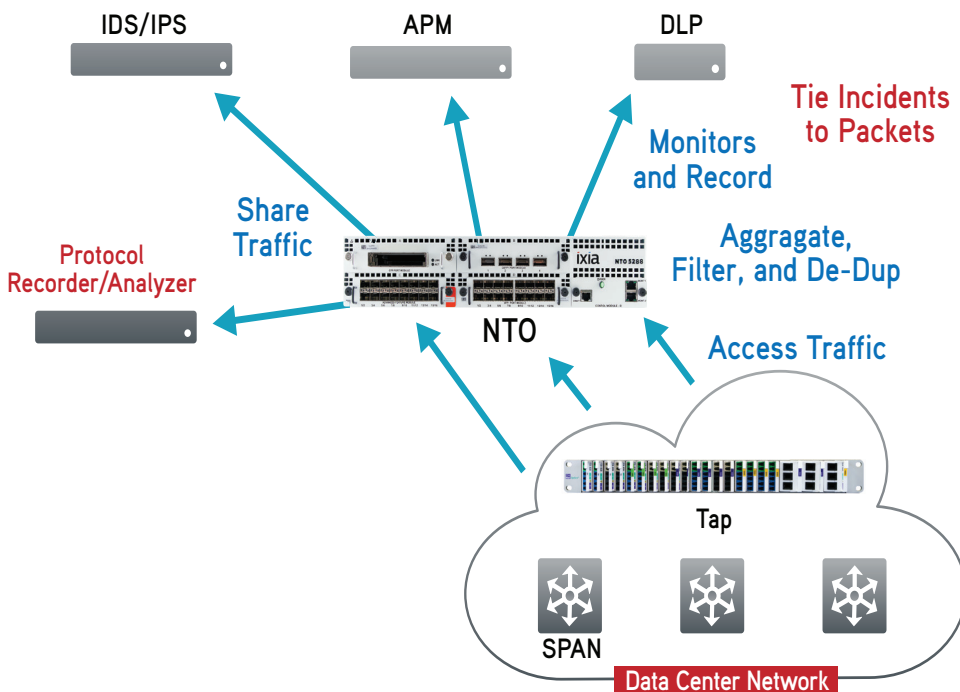 IDS/IPS
APM
DLP
Tie Incidents
to Packets
Monitors
and Record
Share
Traffic
Protocol
Recorder/Analyzer
ixia
NTO 5288
Aggragate,
Filter, and De-Dup
NTO
Access Traffic
Tap
SPAN
Data Center Network